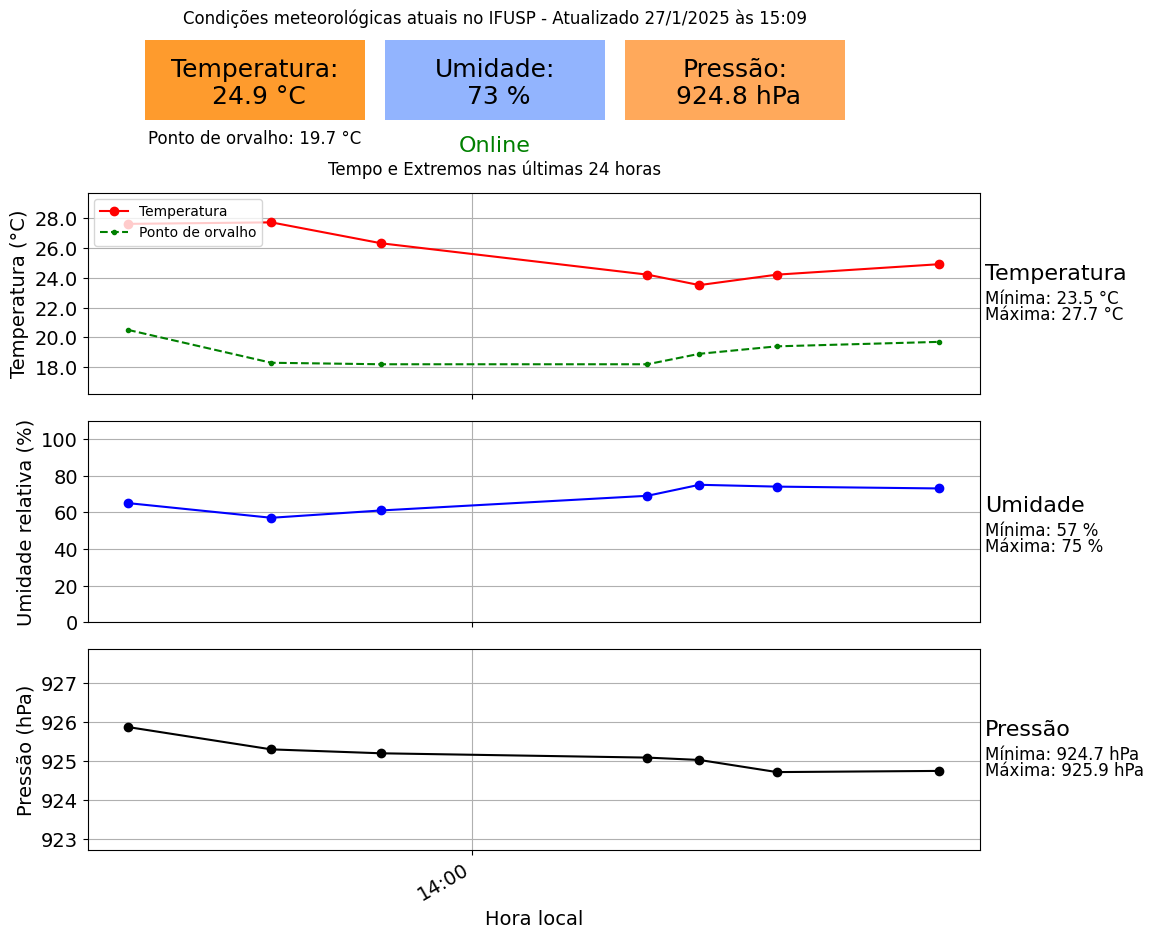 Condições meteorológicas atuais no IFUSP - Atualizado 27/1/2025 às 15:09
Temperatura:
24.9 °C
Umidade:
73 %
Pressão:
924.8 hPa
Ponto de orvalho: 19.7 °C
Online
Tempo e Extremos nas últimas 24 horas
Temperatura (°C)
28.0
26.0
24.0
22.0
20.0
18.0
Temperatura
Ponto de orvalho
Temperatura
Mínima: 23.5 °C
Máxima: 27.7 °C
Umidade relativa (%)
100
80
60
40
20
0
Umidade
Mínima: 57 %
Máxima: 75 %
Pressão (hPa)
927
926
925
924
923
Pressão
Mínima: 924.7 hPa
Máxima: 925.9 hPa
14:00
Hora local